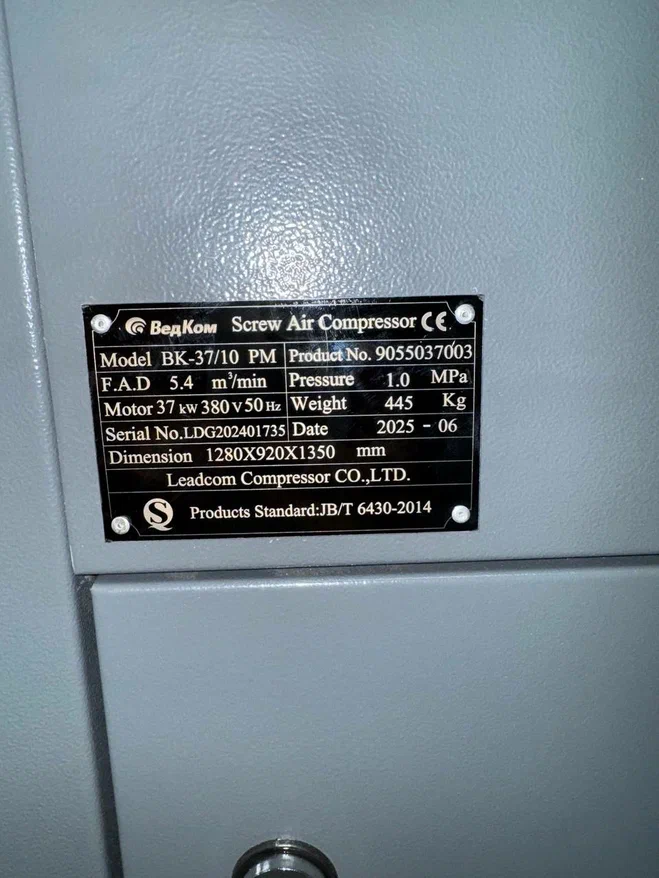 ВедКом Screw Air Compressor CE
Model BK-37/10 PM Product No. 9055037003
F.A.D 5.4 m³/min Pressure 1.0 MPa
Motor 37 kW 380 V 50 Hz Weight 445 Kg
Serial No.LDG202401735 Date 2025 - 06
Dimension 1280X920X1350 mm
Leadcom Compressor CO.,LTD.
QS Products Standard:JB/T 6430-2014